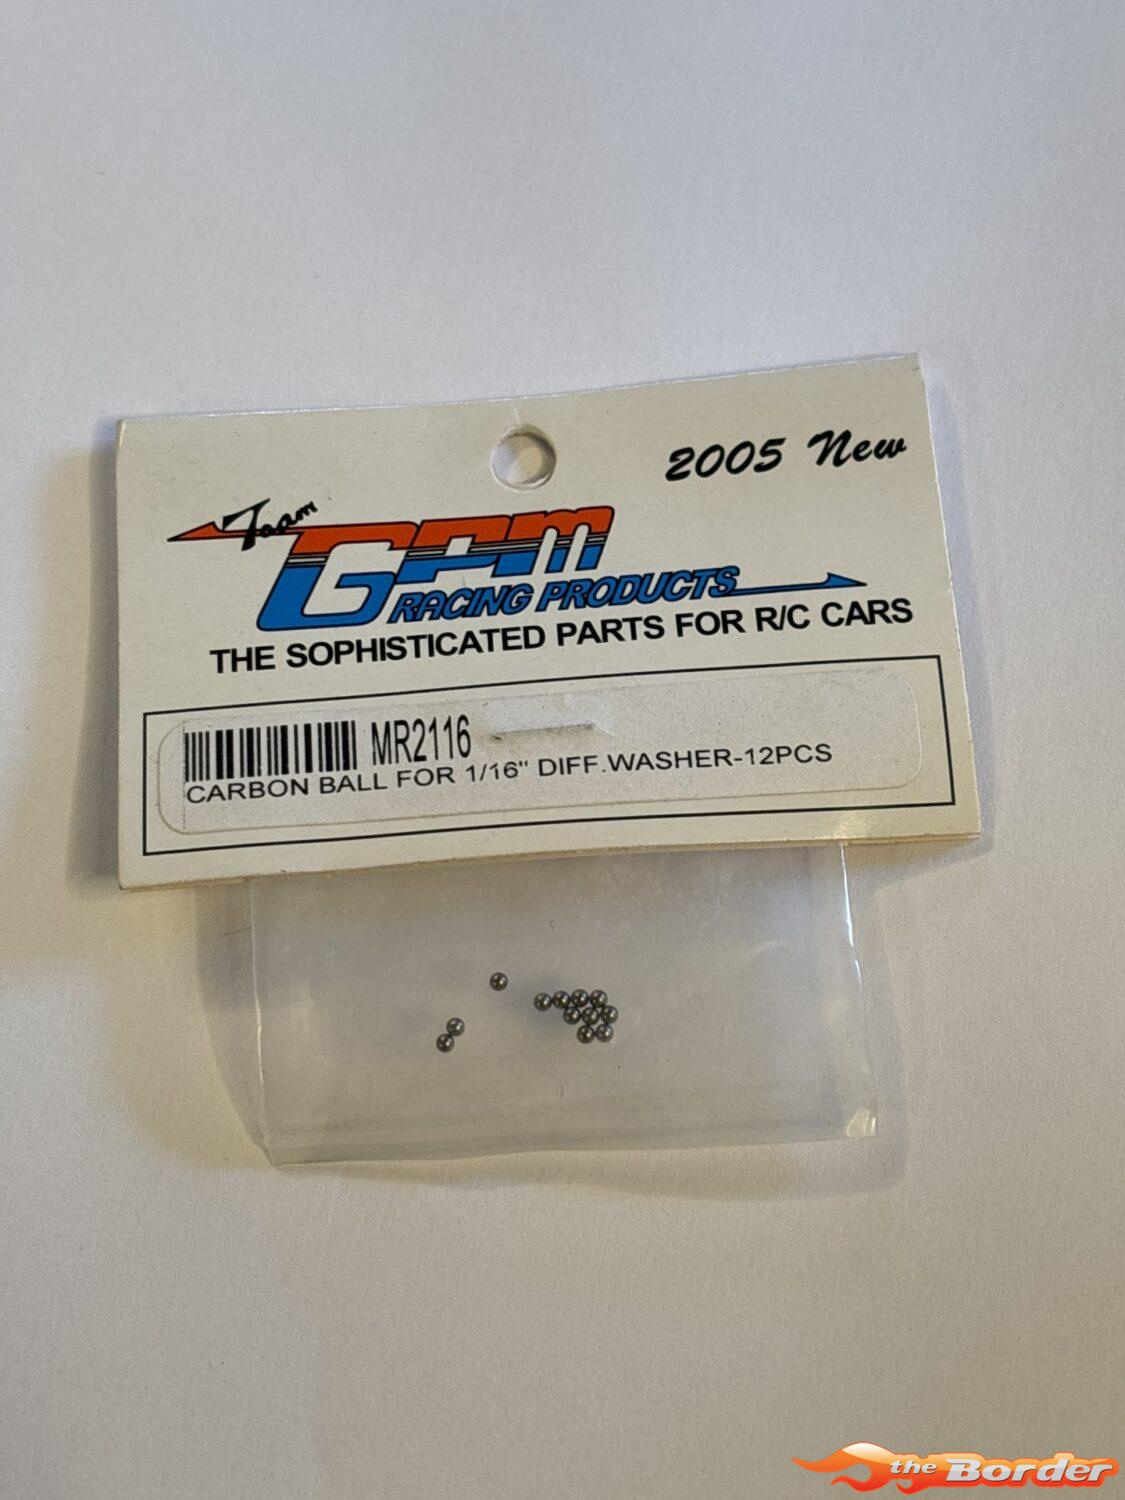 2005 New
Team
GPM
RACING PRODUCTS
THE SOPHISTICATED PARTS FOR R/C CARS
MR2116
CARBON BALL FOR 1/16" DIFF.WASHER-12PCS
the Border